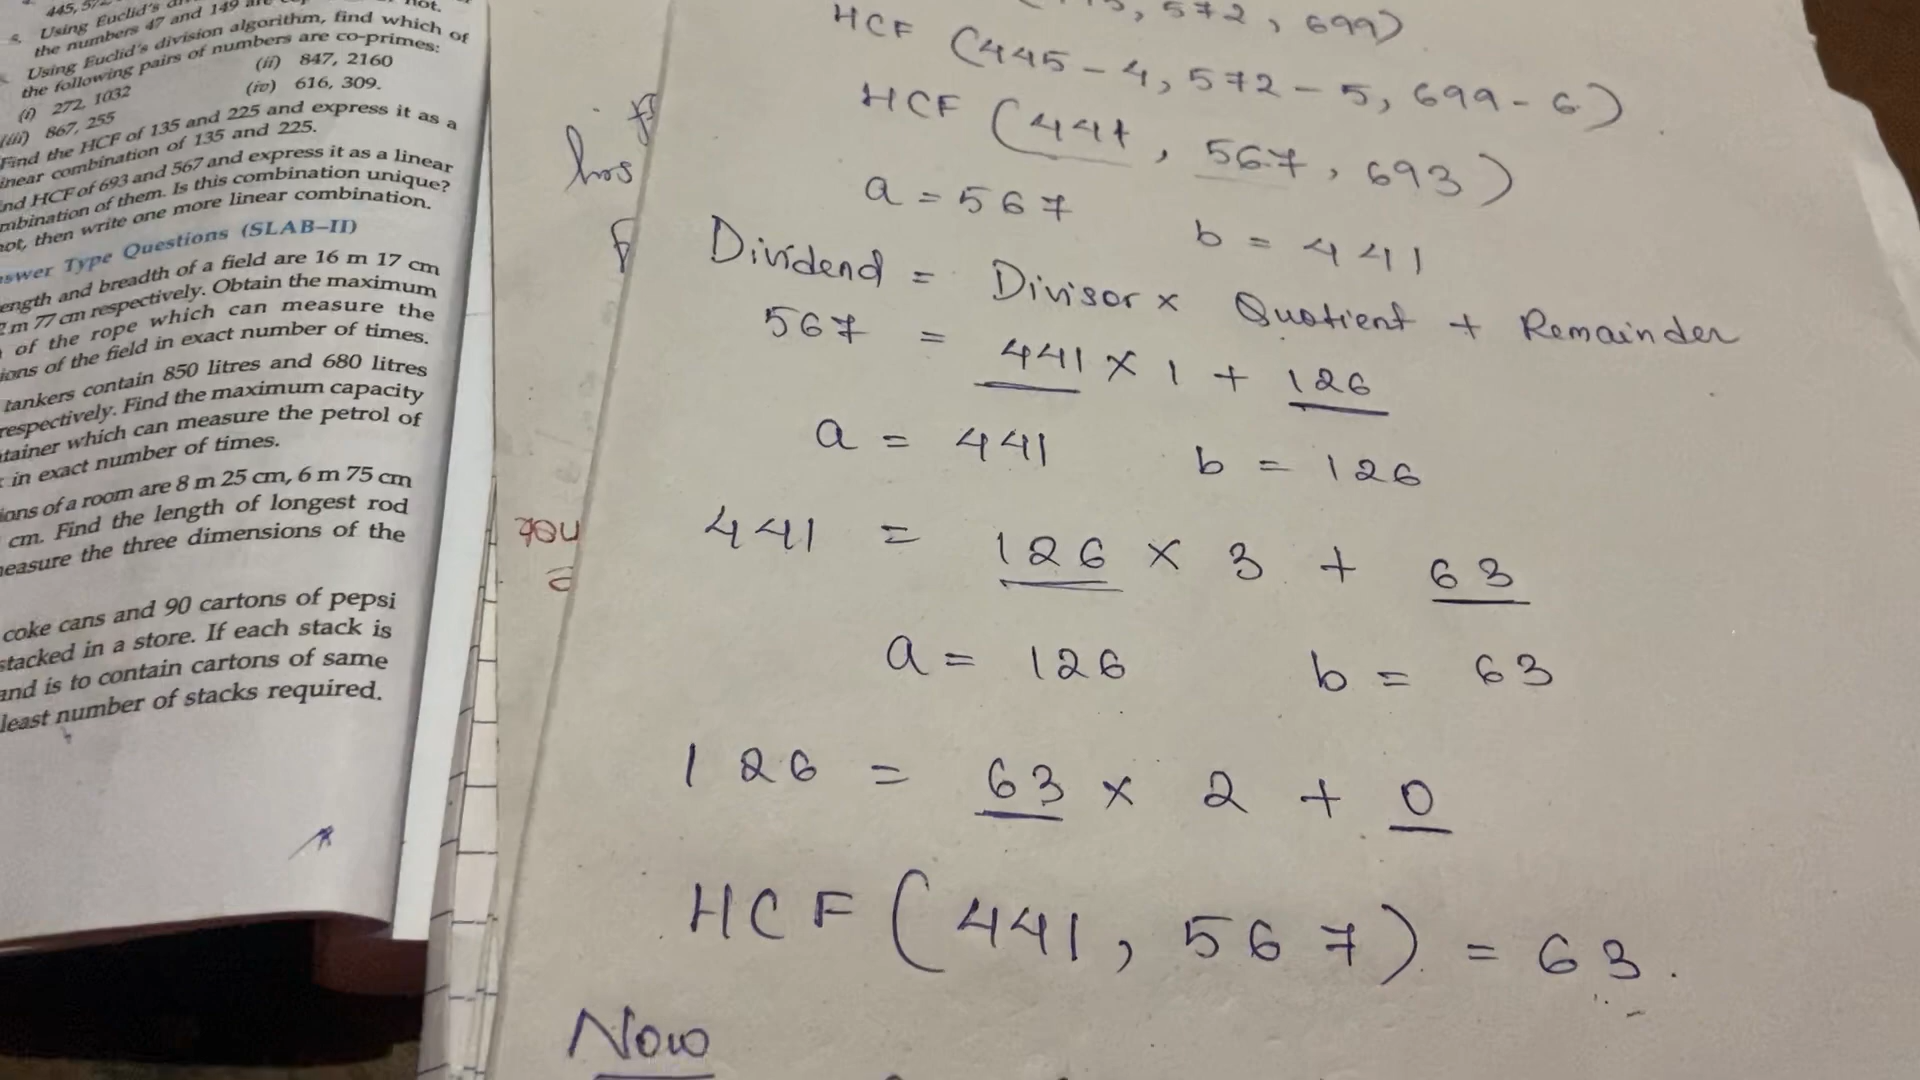 445, 5
Using Euclid's
not.
the numbers 47 and 149
Using Euclid's division algorithm, find which of
the following pairs of numbers are co-primes:
(i) 272, 1032
(ii) 847, 2160
(iii) 867, 255
(iv) 616, 309.
Find the HCF of 135 and 225 and express it as a
linear combination of 135 and 225.
nd HCF of 693 and 567 and express it as a linear
mbination of them. Is this combination unique?
not, then write one more linear combination.
swer Type Questions (SLAB–II)
ength and breadth of a field are 16 m 17 cm
m 77 cm respectively. Obtain the maximum
of the rope which can measure the
ions of the field in exact number of times.
tankers contain 850 litres and 680 litres
respectively. Find the maximum capacity
tainer which can measure the petrol of
in exact number of times.
ions of a room are 8 m 25 cm, 6 m 75 cm
cm. Find the length of longest rod
easure the three dimensions of the
coke cans and 90 cartons of pepsi
stacked in a store. If each stack is
and is to contain cartons of same
least number of stacks required.
572, 699)
HCF (445 - 4, 572 - 5, 699 - 6)
HCF (441, 567, 693)
a = 567 b = 441
Dividend = Divisor × Quotient + Remainder
567 = 441 × 1 + 126
a = 441 b = 126
441 = 126 × 3 + 63
a = 126 b = 63
126 = 63 × 2 + 0
HCF (441, 567) = 63.
Now